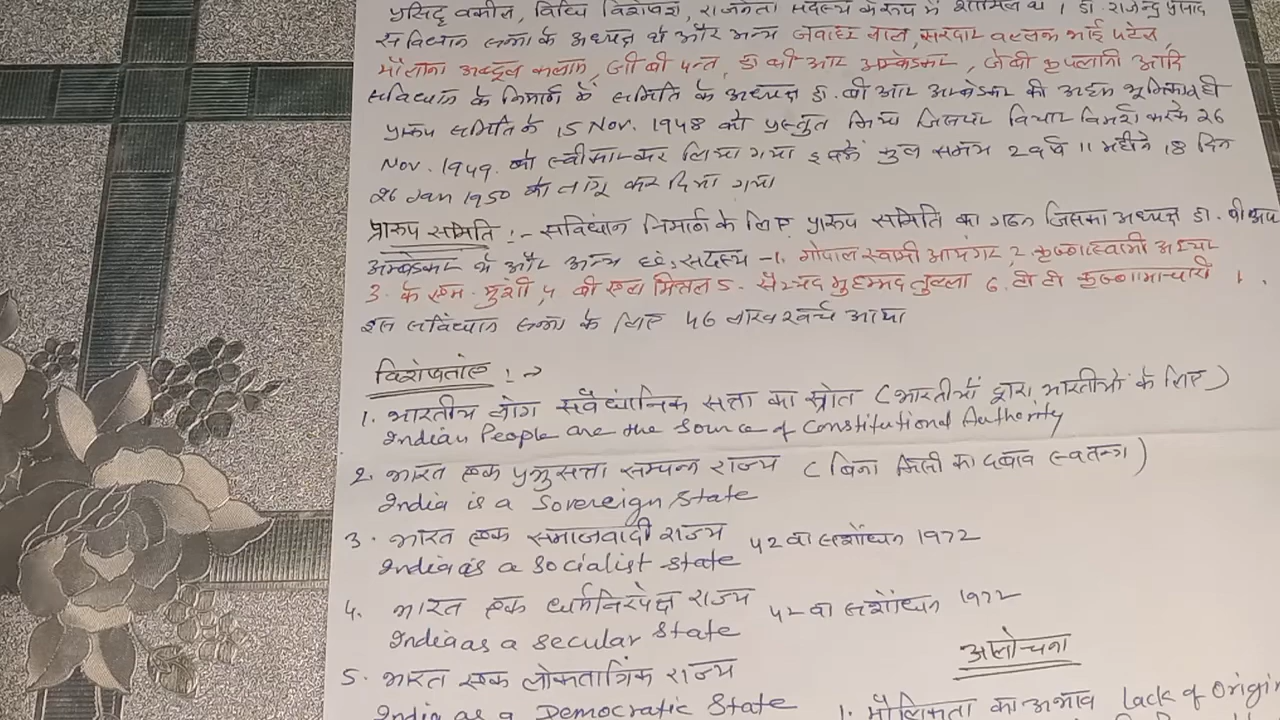 प्रसिद्ध वकील, विधि विशेषज्ञ, राजनेता सदस्य के रूप में शामिल थे । डा. राजेन्द्र प्रसाद
संविधान सभा के अध्यक्ष थे और अन्य जवाहर लाल, सरदार वल्लभ भाई पटेल,
मौलाना अब्दुल कलाम, जी बी पन्त, डा बी आर अम्बेडकर, जे बी कृपलानी आदि
संविधान के निर्माण में समिति के अध्यक्ष डा. बी आर अम्बेडकर की अहम भूमिका रही
प्रारूप समिति के 15 Nov. 1948 को प्रस्तुत किया जिसपर विचार विमर्श करके 26
Nov. 1949. को स्वीकार कर लिया गया इसमें कुल समय 2 वर्ष 11 महीने 18 दिन
26 Jan 1950 को लागू कर दिया गया
प्रारूप समिति :- संविधान निर्माण के लिए प्रारूप समिति का गठन जिसका अध्यक्ष डा. बी आर
अम्बेडकर थे और अन्य छः सदस्य - 1. गोपाल स्वामी आयंगर, 2 कृष्णास्वामी अय्यर
3. के एम. मुंशी, 4. बी एल मित्तल 5. सैय्यद मुहम्मद तुल्ला 6. टी टी कृष्णामाचारी ।
इस संविधान सभा के लिए 46 लाख खर्च आया
विशेषताएं :→
1. भारतीय लोग संवैधानिक सत्ता का स्रोत (भारतीयों द्वारा, भारतीयों के लिए)
Indian People are the Source of Constitutional Authority
2. भारत एक प्रभुसत्ता सम्पन्न राज्य (बिना किसी का दबाव स्वतन्त्र)
India is a Sovereign State
3. भारत एक समाजवादी राज्य 42 वा संशोधन 1972
India is a Socialist State
4. भारत एक धर्मनिरपेक्ष राज्य 42 वा संशोधन 1972
India as a Secular State
5. भारत एक लोकतांत्रिक राज्य
India as a Democratic State
अलोचना
1. मौलिकता का अभाव Lack of Origin